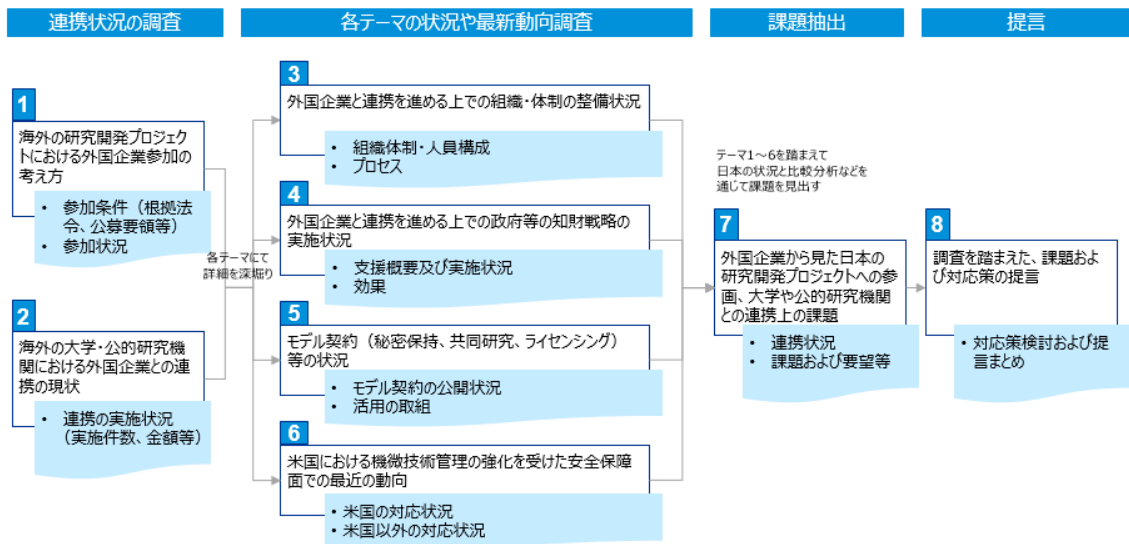 連携状況の調査
各テーマの状況や最新動向調査
課題抽出
提言
1
海外の研究開発プロジェク
トにおける外国企業参加の
考え方
• 参加条件（根拠法
令、公募要領等）
• 参加状況
2
海外の大学・公的研究機
関における外国企業との連
携の現状
• 連携の実施状況
（実施件数、金額等）
各テーマにて
詳細を深堀り
3
外国企業と連携を進める上での組織・体制の整備状況
• 組織体制・人員構成
• プロセス
4
外国企業と連携を進める上での政府等の知財戦略の
実施状況
• 支援概要及び実施状況
• 効果
5
モデル契約（秘密保持、共同研究、ライセンシング）
等の状況
• モデル契約の公開状況
• 活用の取組
6
米国における機微技術管理の強化を受けた安全保障
面での最近の動向
• 米国の対応状況
• 米国以外の対応状況
テーマ1～6を踏まえて
日本の状況と比較分析などを
通じて課題を見出す
7
外国企業から見た日本の
研究開発プロジェクトへの参
画、大学や公的研究機関
との連携上の課題
• 連携状況
• 課題および要望等
8
調査を踏まえた、課題およ
び対応策の提言
• 対応策検討および提
言まとめ